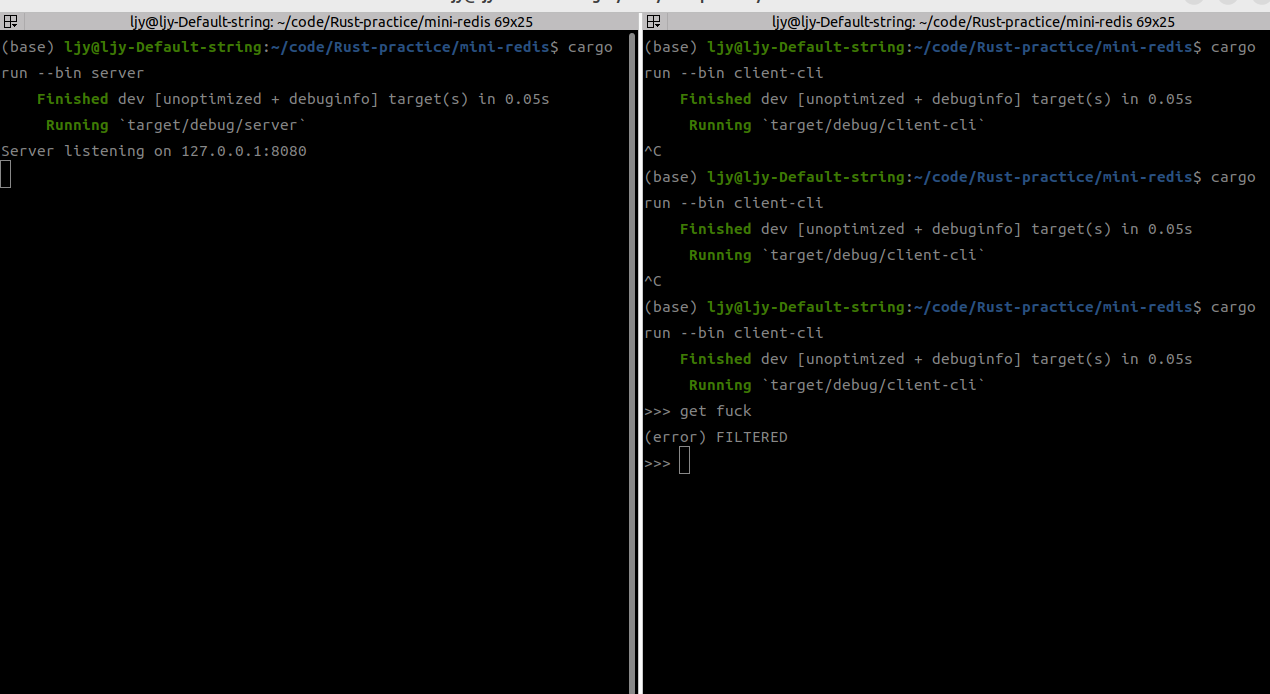 ljy@ljy-Default-string: ~/code/Rust-practice/mini-redis 69x25
(base) ljy@ljy-Default-string:~/code/Rust-practice/mini-redis$ cargo
run --bin server
Finished dev [unoptimized + debuginfo] target(s) in 0.05s
Running `target/debug/server`
Server listening on 127.0.0.1:8080
ljy@ljy-Default-string: ~/code/Rust-practice/mini-redis 69x25
(base) ljy@ljy-Default-string:~/code/Rust-practice/mini-redis$ cargo
run --bin client-cli
Finished dev [unoptimized + debuginfo] target(s) in 0.05s
Running `target/debug/client-cli`
^C
(base) ljy@ljy-Default-string:~/code/Rust-practice/mini-redis$ cargo
run --bin client-cli
Finished dev [unoptimized + debuginfo] target(s) in 0.05s
Running `target/debug/client-cli`
^C
(base) ljy@ljy-Default-string:~/code/Rust-practice/mini-redis$ cargo
run --bin client-cli
Finished dev [unoptimized + debuginfo] target(s) in 0.05s
Running `target/debug/client-cli`
>>> get fuck
(error) FILTERED
>>>